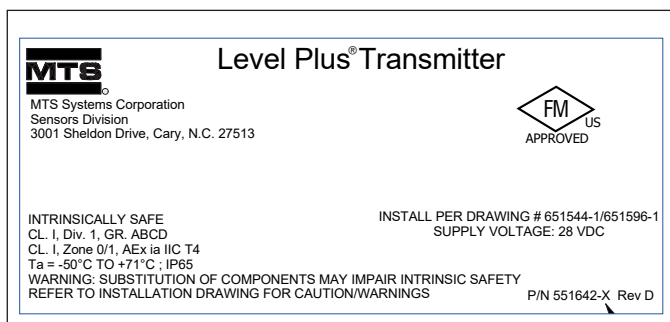 MTS
Level Plus® Transmitter
MTS Systems Corporation
Sensors Division
3001 Sheldon Drive, Cary, N.C. 27513
FM
US
APPROVED
INTRINSICALLY SAFE
CL. I, Div. 1, GR. ABCD
CL. I, Zone 0/1, AEx ia IIC T4
Ta = -50°C TO +71°C ; IP65
WARNING: SUBSTITUTION OF COMPONENTS MAY IMPAIR INTRINSIC SAFETY
REFER TO INSTALLATION DRAWING FOR CAUTION/WARNINGS
INSTALL PER DRAWING # 651544-1/651596-1
SUPPLY VOLTAGE: 28 VDC
P/N 551642-X Rev D